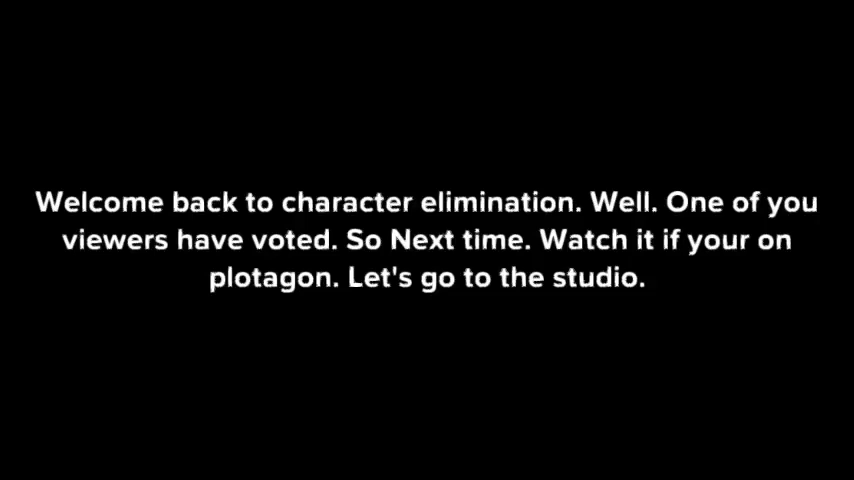 Welcome back to character elimination. Well. One of you
viewers have voted. So Next time. Watch it if your on
plotagon. Let's go to the studio.